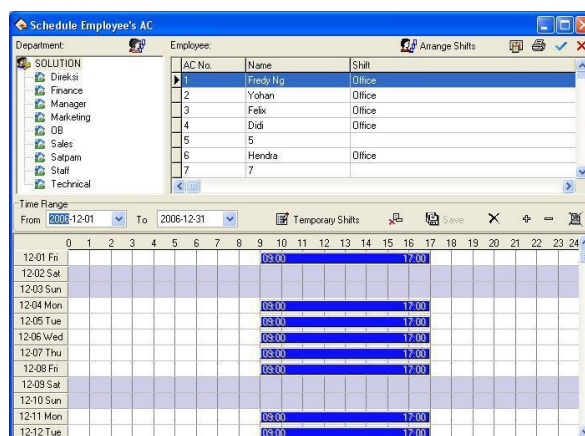 Schedule Employee's AC
Department: Employee: Arrange Shifts
SOLUTION
Direksi
Finance
Manager
Marketing
OB
Sales
Satpam
Staff
Technical
AC No. Name Shift
1 Fredy Ng Office
2 Yohan Office
3 Felix Office
4 Didi Office
5 5
6 Hendra Office
7 7
Time Range
From 2006-12-01 To 2006-12-31 Temporary Shifts Save
0 1 2 3 4 5 6 7 8 9 10 11 12 13 14 15 16 17 18 19 20 21 22 23 24
12-01 Fri 09:00 17:00
12-02 Sat
12-03 Sun
12-04 Mon 09:00 17:00
12-05 Tue 09:00 17:00
12-06 Wed 09:00 17:00
12-07 Thu 09:00 17:00
12-08 Fri 09:00 17:00
12-09 Sat
12-10 Sun
12-11 Mon 09:00 17:00
12-12 Tue 09:00 17:00